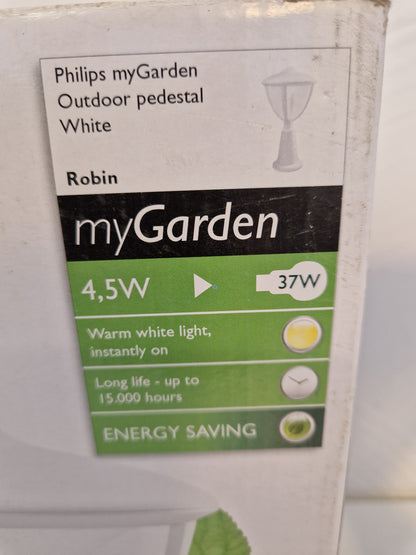 Philips myGarden
Outdoor pedestal
White
Robin
myGarden
4,5W 37W
Warm white light,
instantly on
Long life - up to
15.000 hours
ENERGY SAVING